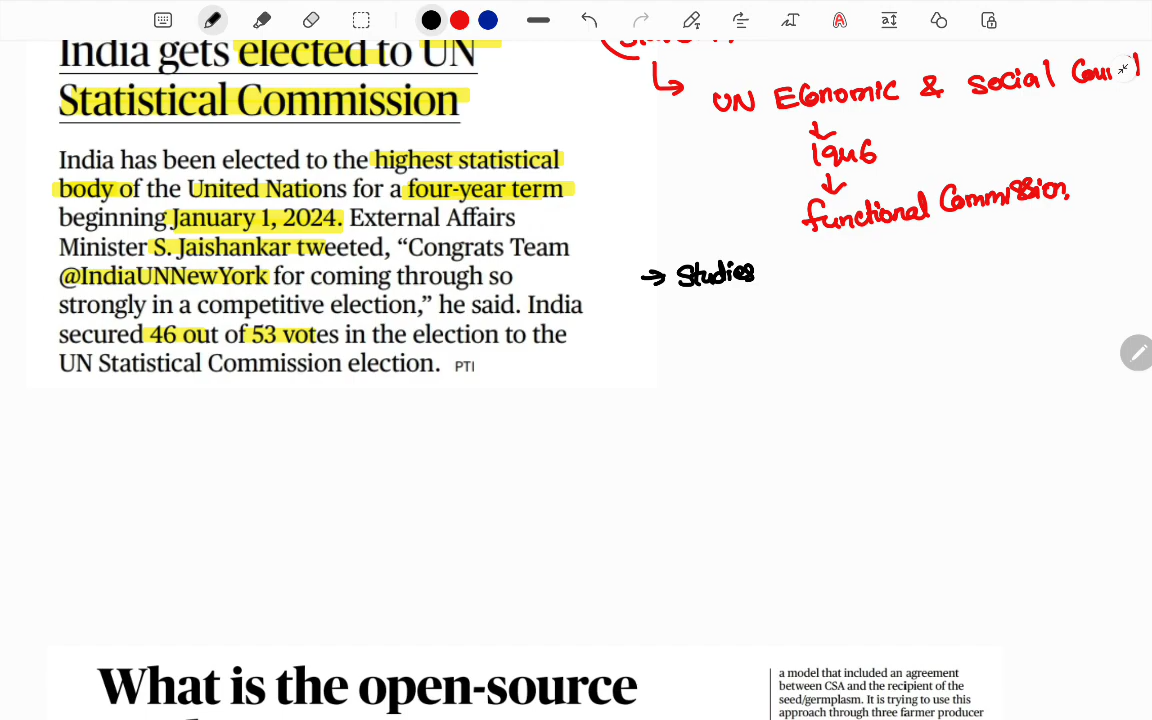 India gets elected to UN
Statistical Commission
India has been elected to the highest statistical
body of the United Nations for a four-year term
beginning January 1, 2024. External Affairs
Minister S. Jaishankar tweeted, “Congrats Team
@IndiaUNNewYork for coming through so
strongly in a competitive election,” he said. India
secured 46 out of 53 votes in the election to the
UN Statistical Commission election. PTI
UN Economic & Social
1946
functional Commission,
→ Studies
What is the open-source
a model that included an agreement
between CSA and the recipient of the
seed/germplasm. It is trying to use this
approach through three farmer producer